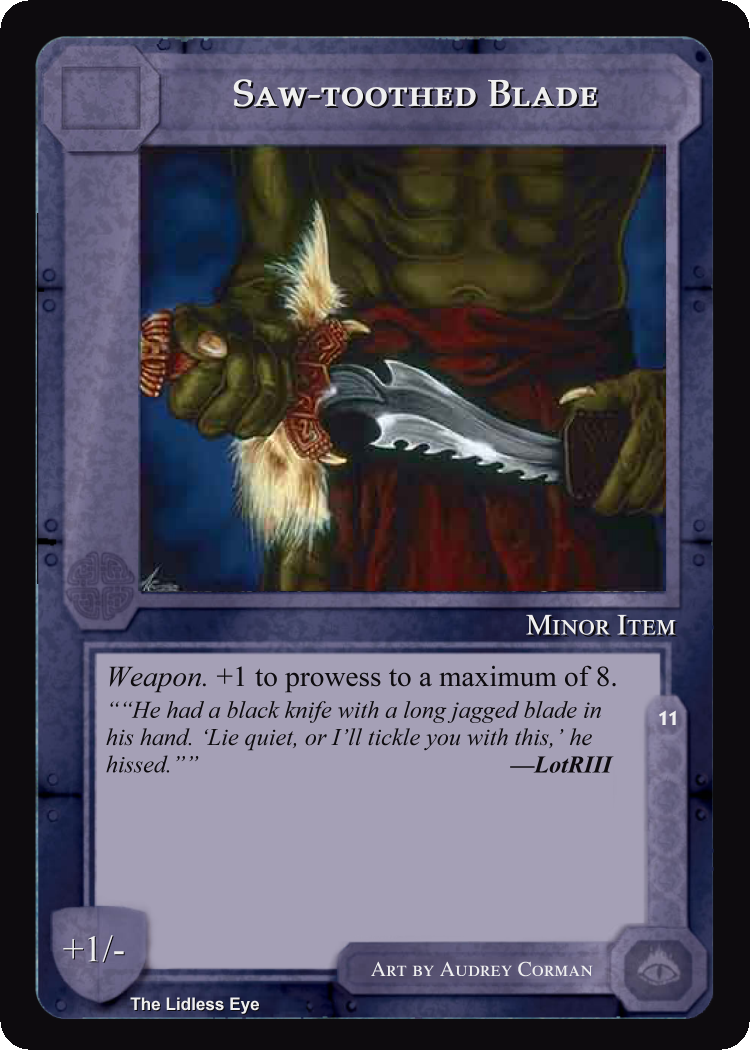 Saw-toothed Blade
Minor Item
Weapon. +1 to prowess to a maximum of 8.
““He had a black knife with a long jagged blade in
his hand. ‘Lie quiet, or I’ll tickle you with this,’ he
hissed.”” —LotRIII
11
+1/-
Art by Audrey Corman
The Lidless Eye